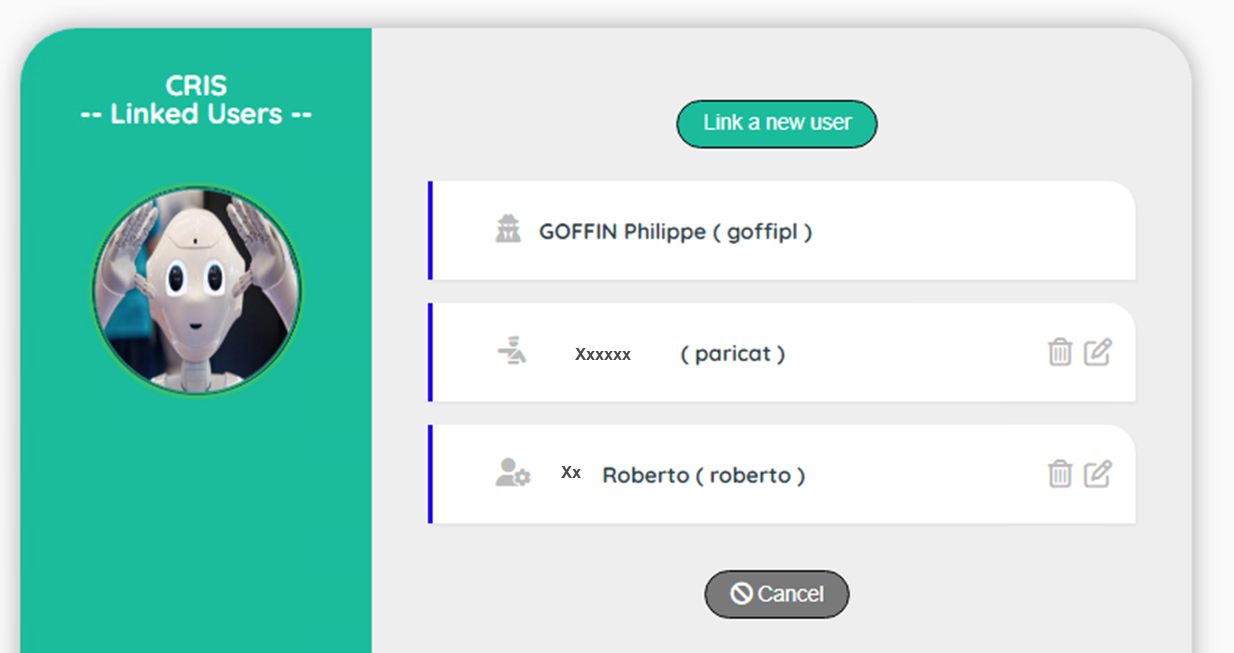 CRIS
-- Linked Users --
Link a new user
GOFFIN Philippe ( goffipl )
Xxxxxx ( paricat )
Xx Roberto ( roberto )
Cancel